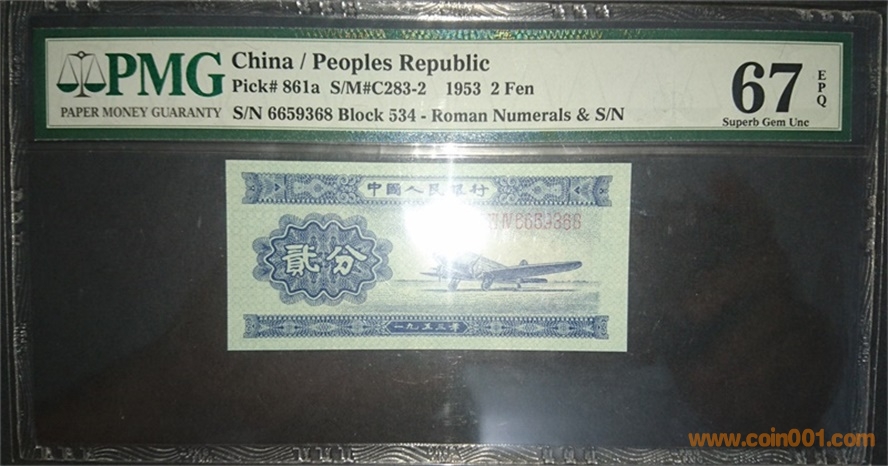 PMG
PAPER MONEY GUARANTY
China / Peoples Republic
Pick# 861a S/M#C283-2 1953 2 Fen
S/N 6659368 Block 534 - Roman Numerals & S/N
67 EPQ
Superb Gem Unc
中國人民銀行
IV 6659368
貳分
一九五三年
www.coin001.com